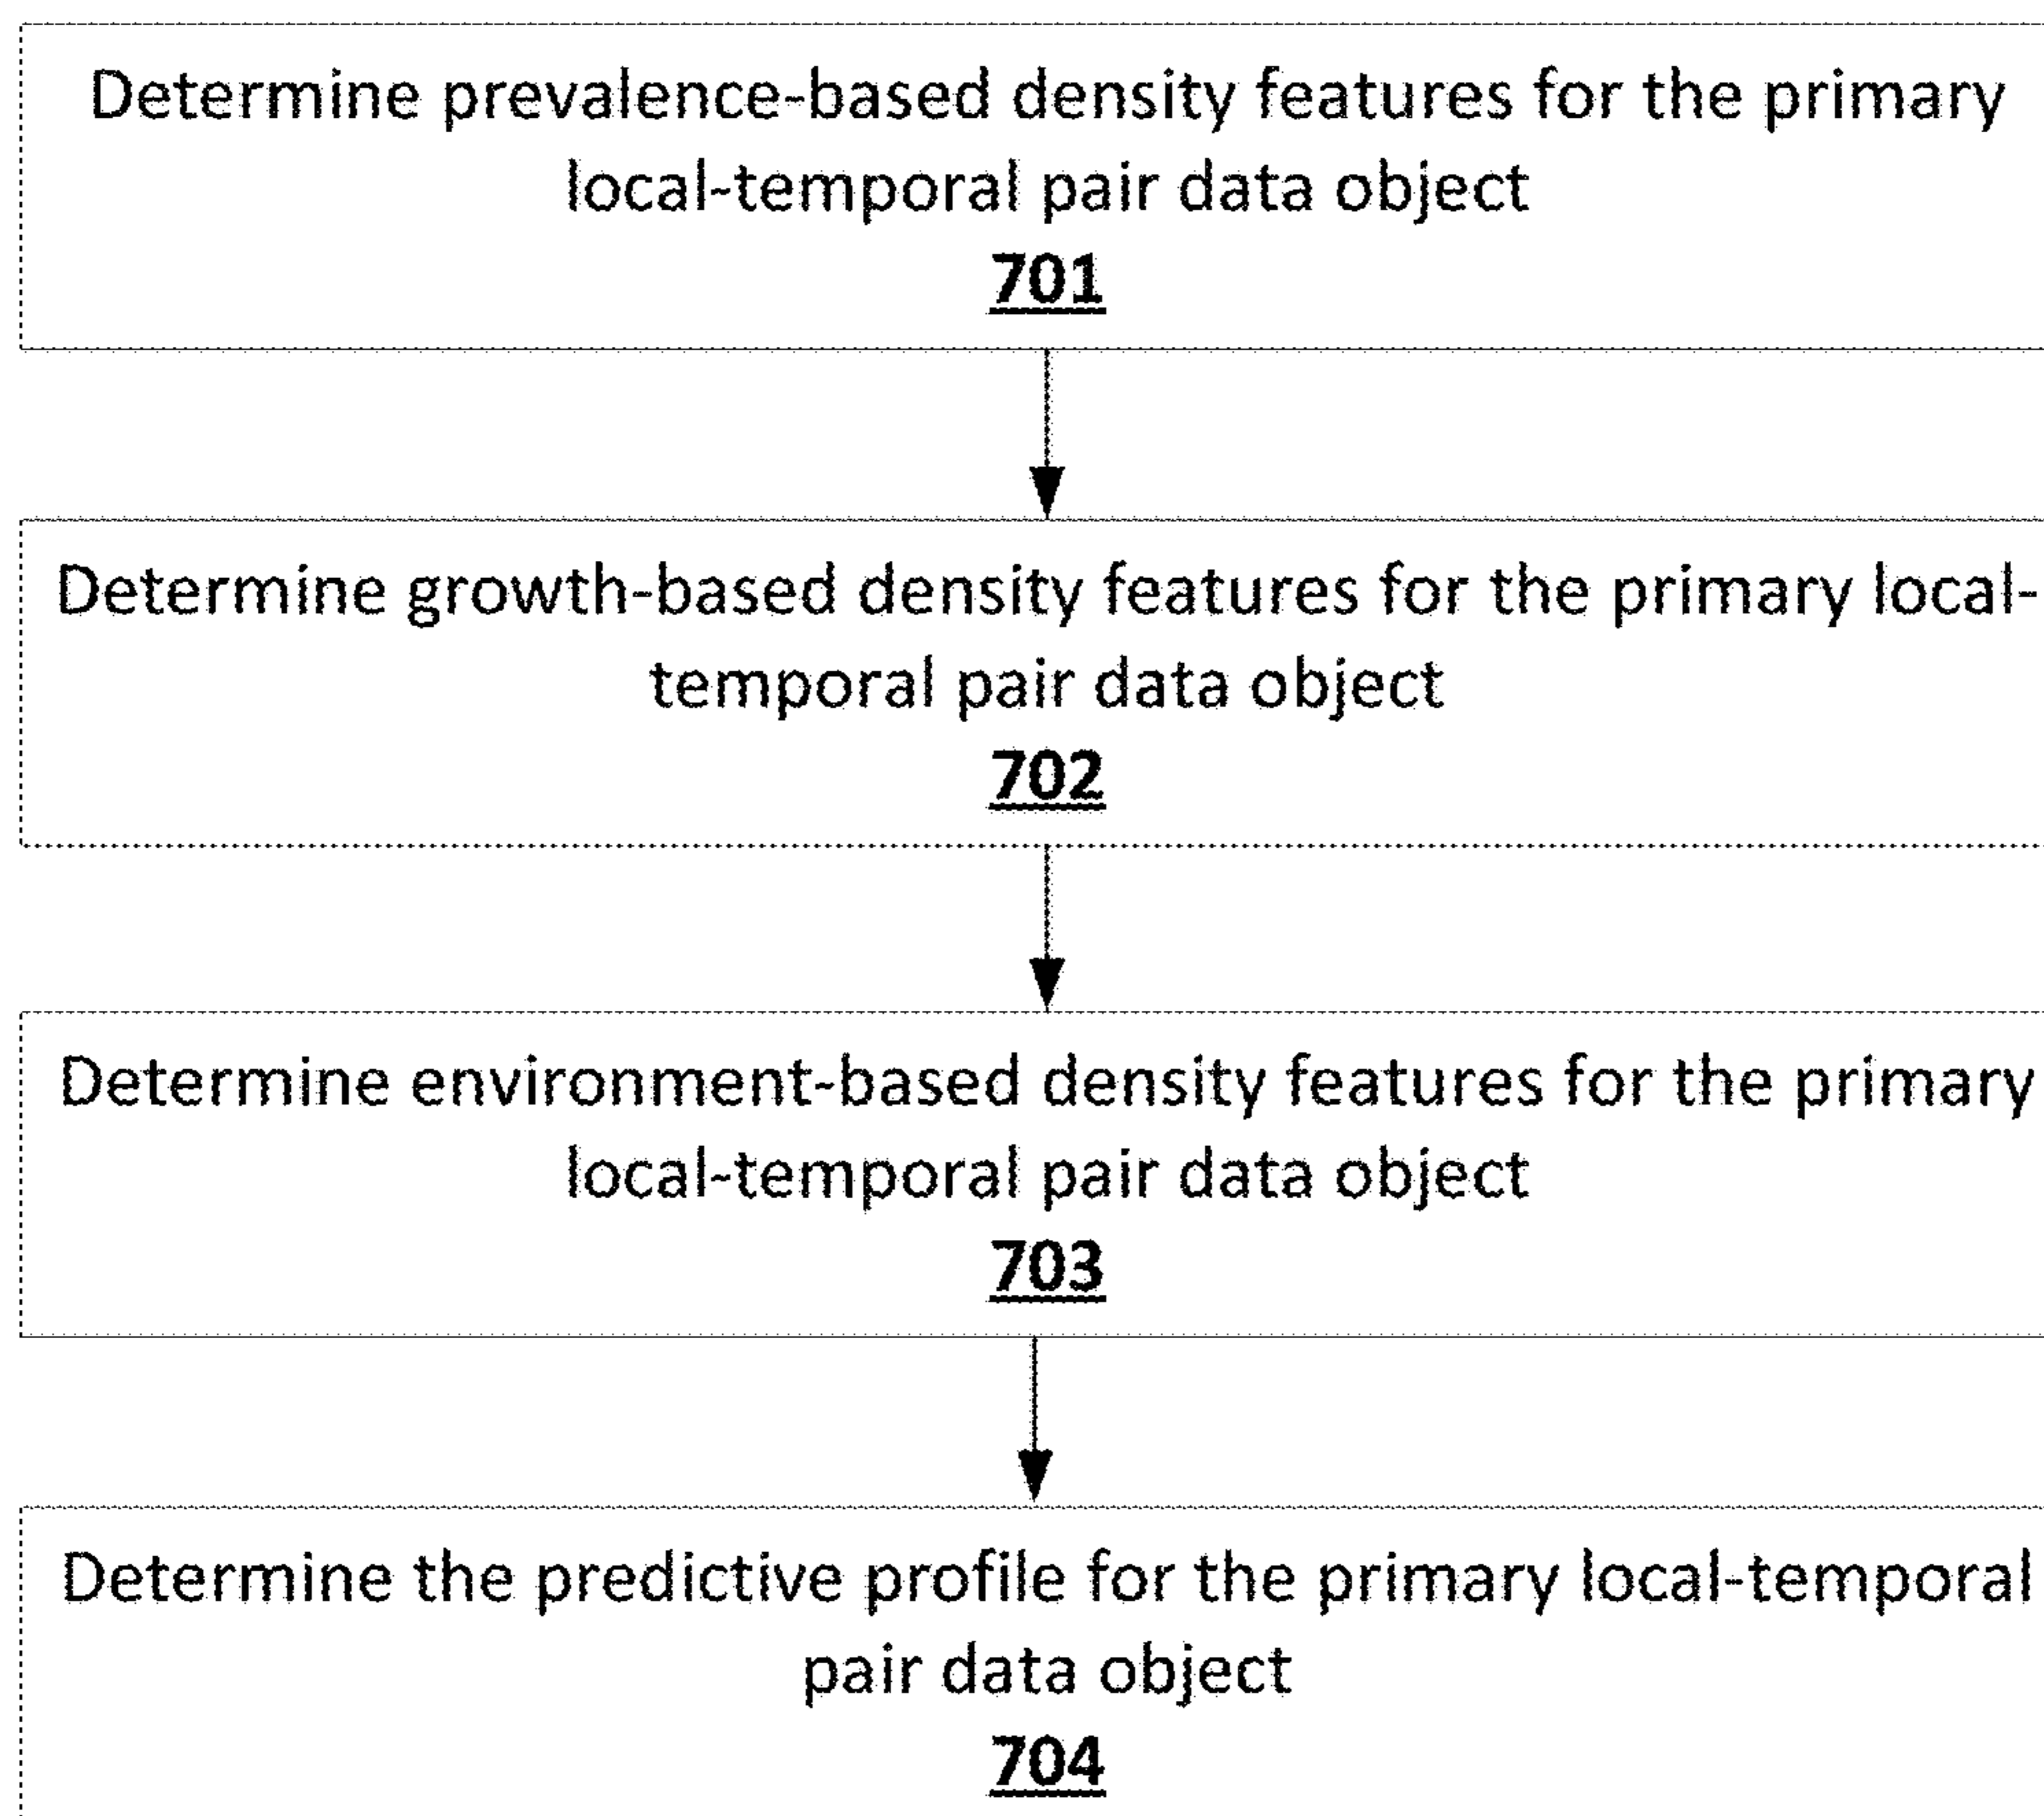 Determine prevalence-based density features for the primary
local-temporal pair data object
701
Determine growth-based density features for the primary local-
temporal pair data object
702
Determine environment-based density features for the primary
local-temporal pair data object
703
Determine the predictive profile for the primary local-temporal
pair data object
704